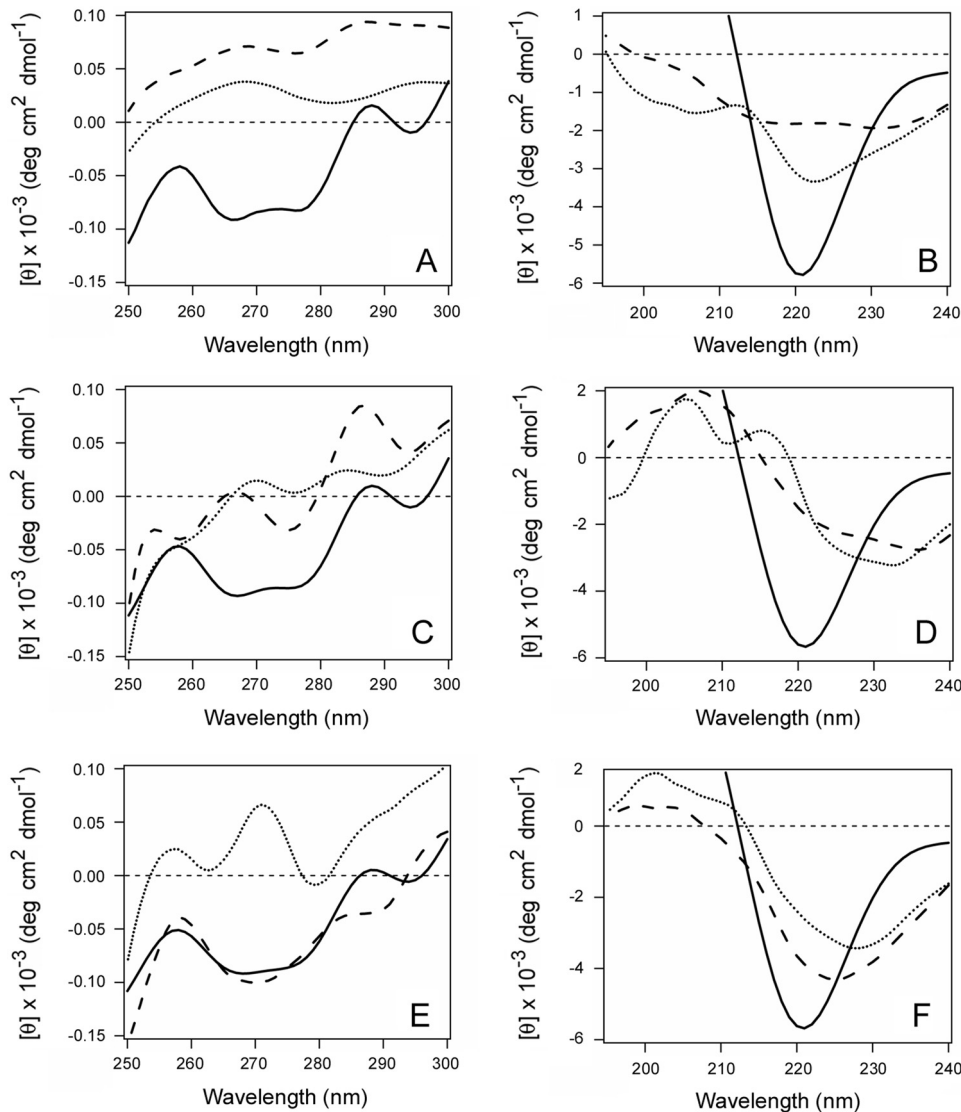 0.10
0.05
0.00
-0.05
-0.10
-0.15
[θ] x 10⁻³ (deg cm² dmol⁻¹)
A
250 260 270 280 290 300
Wavelength (nm)
1
0
-1
-2
-3
-4
-5
-6
[θ] x 10⁻³ (deg cm² dmol⁻¹)
B
200 210 220 230 240
Wavelength (nm)
0.10
0.05
0.00
-0.05
-0.10
-0.15
[θ] x 10⁻³ (deg cm² dmol⁻¹)
C
250 260 270 280 290 300
Wavelength (nm)
2
0
-2
-4
-6
[θ] x 10⁻³ (deg cm² dmol⁻¹)
D
200 210 220 230 240
Wavelength (nm)
0.10
0.05
0.00
-0.05
-0.10
-0.15
[θ] x 10⁻³ (deg cm² dmol⁻¹)
E
250 260 270 280 290 300
Wavelength (nm)
2
0
-2
-4
-6
[θ] x 10⁻³ (deg cm² dmol⁻¹)
F
200 210 220 230 240
Wavelength (nm)